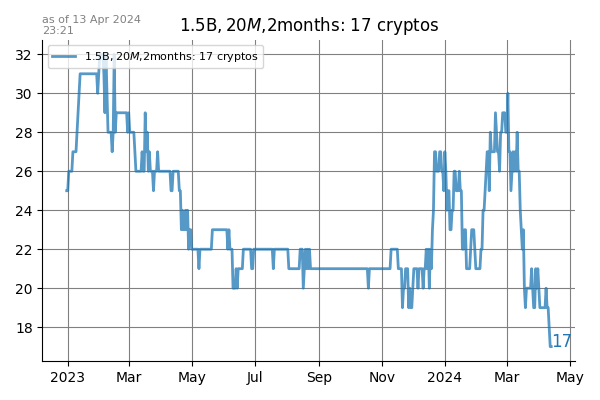 as of 13 Apr 2024
23:21
1.5B, 20M,2months: 17 cryptos
1.5B, 20M,2months: 17 cryptos
32
30
28
26
24
22
20
18
17
2023 Mar May Jul Sep Nov 2024 Mar May